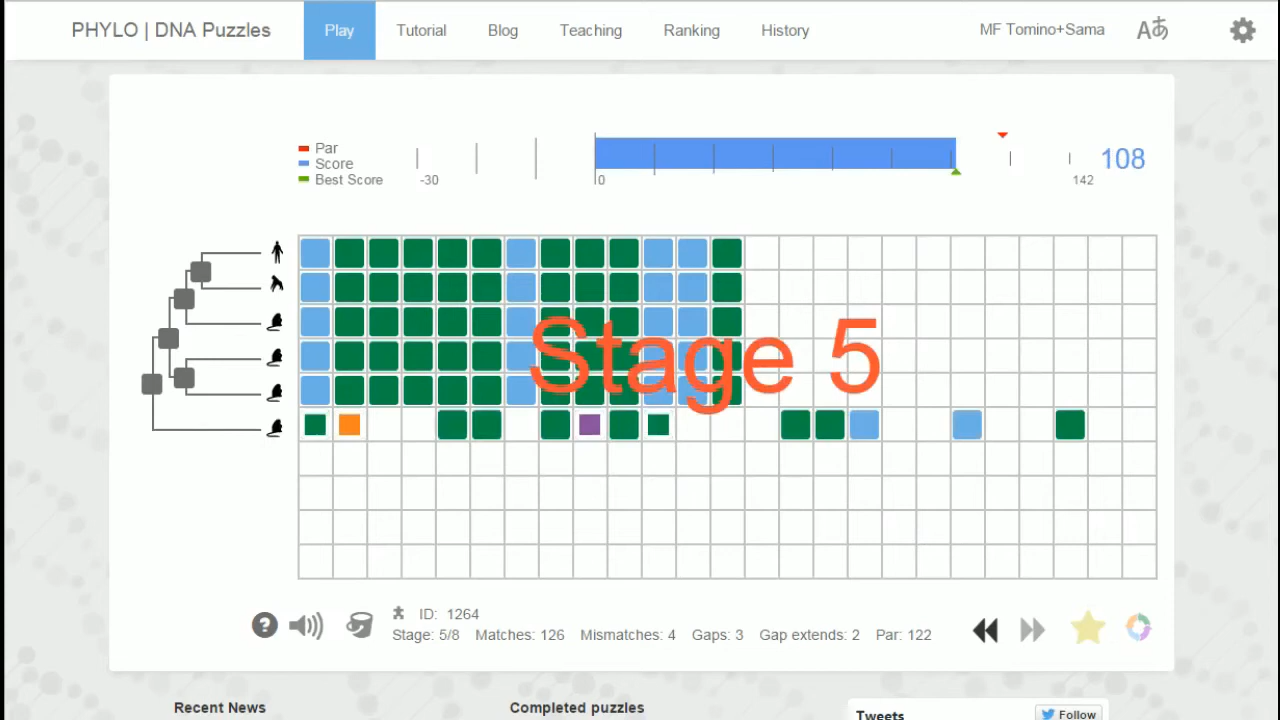 PHYLO | DNA Puzzles Play Tutorial Blog Teaching Ranking History MF Tomino+Sama Aあ
Par
Score
Best Score
-30 0 142
108
Stage 5
ID: 1264
Stage: 5/8 Matches: 126 Mismatches: 4 Gaps: 3 Gap extends: 2 Par: 122
Recent News Completed puzzles Tweets Follow